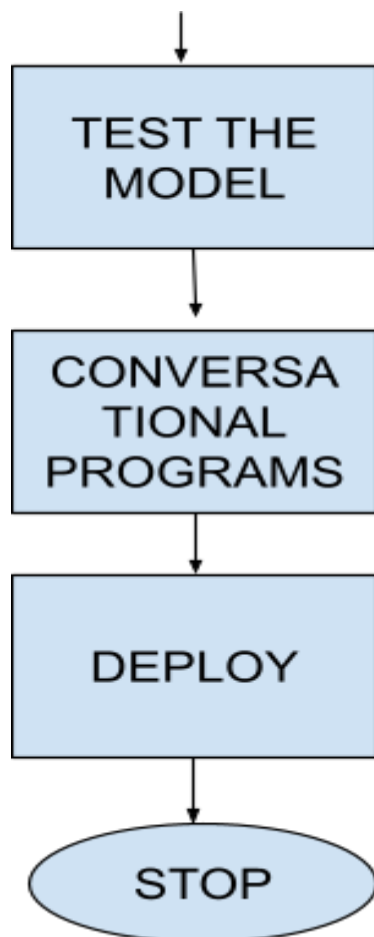 TEST THE
MODEL
CONVERSA
TIONAL
PROGRAMS
DEPLOY
STOP